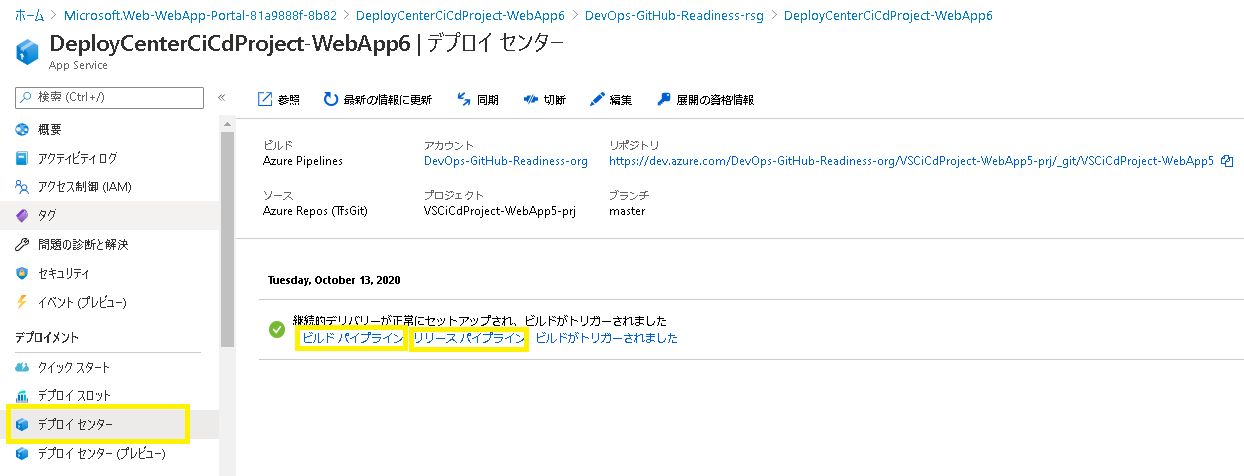 ホーム > Microsoft.Web-WebApp-Portal-81a9888f-8b82 > DeployCenterCiCdProject-WebApp6 > DevOps-GitHub-Readiness-rsg > DeployCenterCiCdProject-WebApp6
DeployCenterCiCdProject-WebApp6 | デプロイ センター
App Service
検索 (Ctrl+/)
«
参照 最新の情報に更新 同期 切断 編集 展開の資格情報
概要
アクティビティ ログ
アクセス制御 (IAM)
タグ
問題の診断と解決
セキュリティ
イベント (プレビュー)
デプロイメント
クイック スタート
デプロイ スロット
デプロイ センター
デプロイ センター (プレビュー)
ビルド
Azure Pipelines
アカウント
DevOps-GitHub-Readiness-org
リポジトリ
https://dev.azure.com/DevOps-GitHub-Readiness-org/VSCiCdProject-WebApp5-prj/_git/VSCiCdProject-WebApp5
ソース
Azure Repos (TfsGit)
プロジェクト
VSCiCdProject-WebApp5-prj
ブランチ
master
Tuesday, October 13, 2020
継続的デリバリーが正常にセットアップされ、ビルドがトリガーされました
ビルド パイプライン リリース パイプライン ビルドがトリガーされました